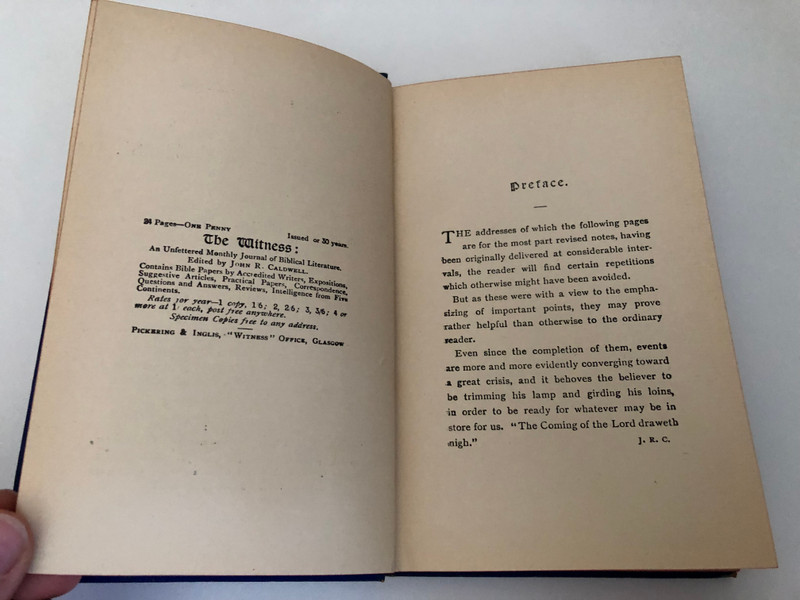 24 Pages—ONE PENNY
Issued or 30 years.
The Witness:
An Unfettered Monthly Journal of Biblical Literature.
Edited by JOHN R. CALDWELL.
Contains Bible Papers by Accredited Writers, Expositions,
Suggestive Articles, Practical Papers, Correspondence,
Questions and Answers, Reviews, Intelligence from Five
Continents.
Rates for year—1 copy, 1 6; 2, 2 6; 3, 3/6; 4 or
more at 1/ each, post free anywhere.
Specimen Copies free to any address.
PICKERING & INGLIS, "WITNESS" OFFICE, GLASGOW
Preface.
THE addresses of which the following pages
are for the most part revised notes, having
been originally delivered at considerable inter-
vals, the reader will find certain repetitions
which otherwise might have been avoided.
But as these were with a view to the empha-
sizing of important points, they may prove
rather helpful than otherwise to the ordinary
reader.
Even since the completion of them, events
are more and more evidently converging toward
a great crisis, and it behoves the believer to
be trimming his lamp and girding his loins,
in order to be ready for whatever may be in
store for us. "The Coming of the Lord draweth
nigh."
J. R. C.